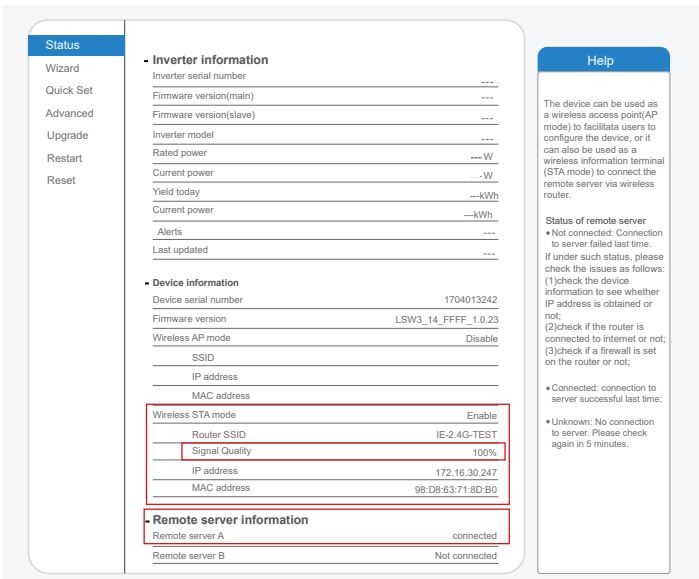 Status
Wizard
Quick Set
Advanced
Upgrade
Restart
Reset
- Inverter information
Inverter serial number ---
Firmware version(main) ---
Firmware version(slave) ---
Inverter model ---
Rated power --- W
Current power --- W
Yield today ---kWh
Current power ---kWh
Alerts ---
Last updated ---
- Device information
Device serial number 1704013242
Firmware version LSW3_14_FFFF_1.0.23
Wireless AP mode Disable
SSID
IP address
MAC address
Wireless STA mode Enable
Router SSID IE-2.4G-TEST
Signal Quality 100%
IP address 172.16.30.247
MAC address 98:D8:63:71:8D:B0
- Remote server information
Remote server A connected
Remote server B Not connected
Help
The device can be used as
a wireless access point(AP
mode) to facilitata users to
configure the device, or it
can also be used as a
wireless information terminal
(STA mode) to connect the
remote server via wireless
router.
Status of remote server
◆Not connected: Connection
to server failed last time.
If under such status, please
check the issues as follows:
(1)check the device
information to see whether
IP address is obtained or
not;
(2)check if the router is
connected to internet or not;
(3)check if a firewall is set
on the router or not;
◆Connected: connection to
server successful last time;
◆Unknown: No connection
to server. Please check
again in 5 minutes.